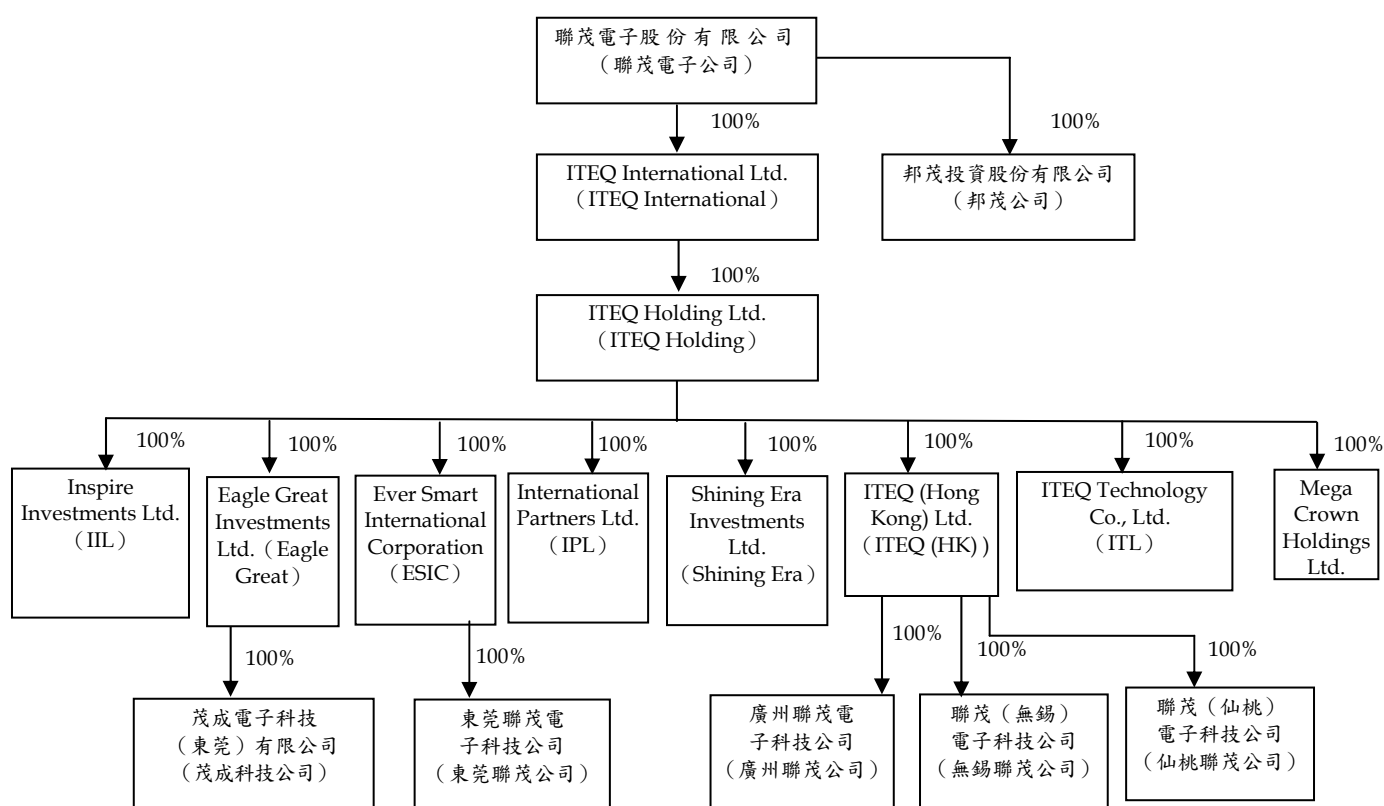 聯茂電子股份有限公司
（聯茂電子公司）
100%
100%
ITEQ International Ltd.
（ITEQ International）
邦茂投資股份有限公司
（邦茂公司）
100%
ITEQ Holding Ltd.
（ITEQ Holding）
100%
100%
100%
100%
100%
100%
100%
100%
Inspire
Investments Ltd.
（IIL）
Eagle Great
Investments
Ltd.（Eagle
Great）
Ever Smart
International
Corporation
（ESIC）
International
Partners Ltd.
（IPL）
Shining Era
Investments
Ltd.
（Shining Era）
ITEQ (Hong
Kong) Ltd.
（ITEQ (HK)）
ITEQ Technology
Co., Ltd.
（ITL）
Mega
Crown
Holdings
Ltd.
100%
100%
100%
100%
100%
茂成電子科技
（東莞）有限公司
（茂成科技公司）
東莞聯茂電
子科技公司
（東莞聯茂公司）
廣州聯茂電
子科技公司
（廣州聯茂公司）
聯茂（無錫）
電子科技公司
（無錫聯茂公司）
聯茂（仙桃）
電子科技公司
（仙桃聯茂公司）